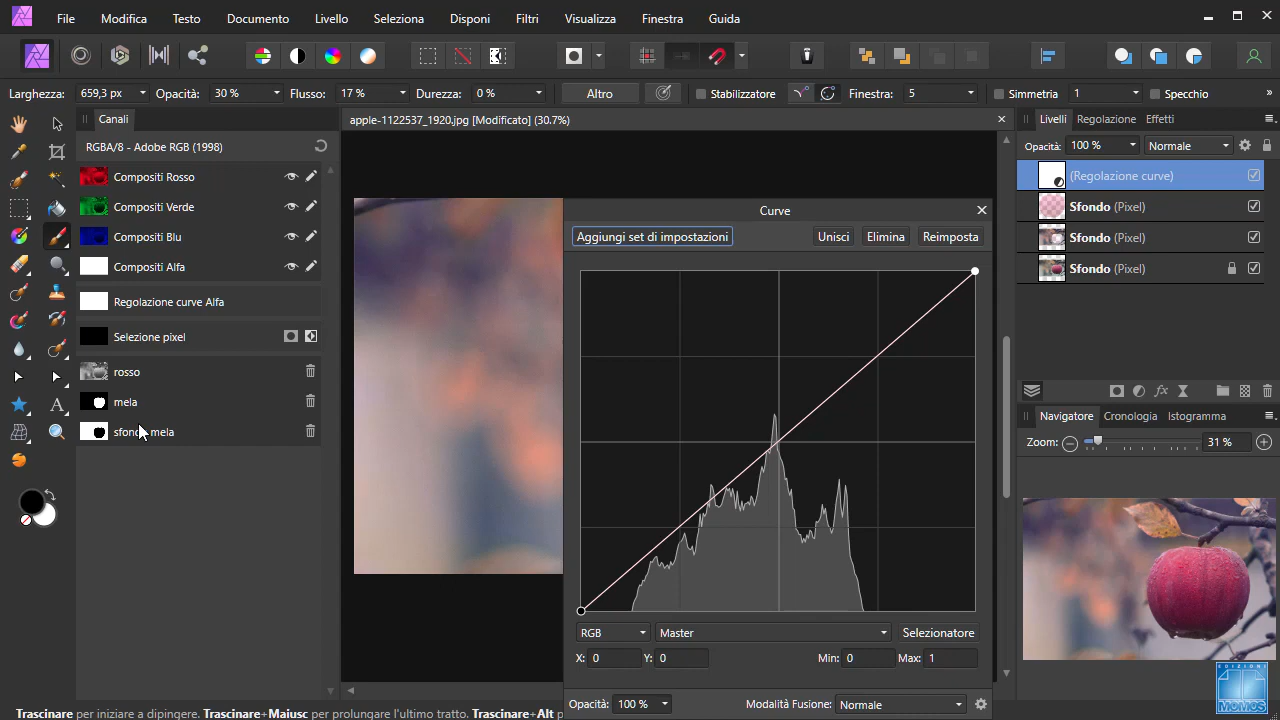 File Modifica Testo Documento Livello Seleziona Disponi Filtri Visualizza Finestra Guida
Larghezza: 659,3 px Opacità: 30 % Flusso: 17 % Durezza: 0 % Altro Stabilizzatore Finestra: 5 Simmetria 1 Specchio »
Canali
apple-1122537_1920.jpg [Modificato] (30.7%)
Livelli Regolazione Effetti
RGBA/8 - Adobe RGB (1998)
Opacità: 100 % Normale
Compositi Rosso
Compositi Verde
Compositi Blu
Compositi Alfa
Regolazione curve Alfa
Selezione pixel
rosso
mela
(Regolazione curve)
Sfondo (Pixel)
Sfondo (Pixel)
Sfondo (Pixel)
Curve
Aggiungi set di impostazioni Unisci Elimina Reimposta
RGB Master Selezionatore
X: 0 Y: 0 Min: 0 Max: 1
Opacità: 100 % Modalità Fusione: Normale
Navigatore Cronologia Istogramma
Zoom: 31 %
EDIZIONI
MOMOS
Trascinare per iniziare a dipingere. Trascinare+Maiusc per prolungare l'ultimo tratto. Trascinare+Alt p